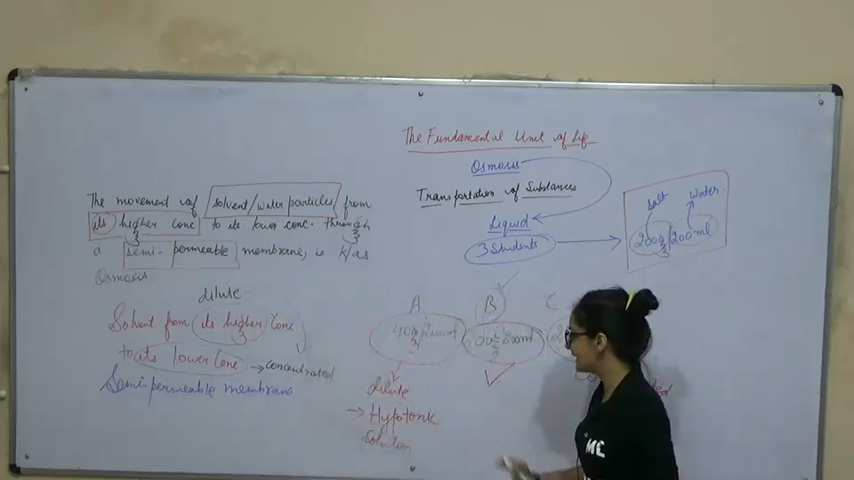 The Fundamental Unit of Life
Osmosis
Transportation of Substances
Liquid
3 Students
Salt
Water
200g/200ml
The movement of solvent/water particles from
its higher conc to its lower conc. through
a semi-permeable membrane, is k/as
Osmosis
dilute
Solvent from its higher Conc
to its lower Conc → concentrated
Semi-permeable membrane
A
B
C
dilute
→ Hypotonic
Solution
MC